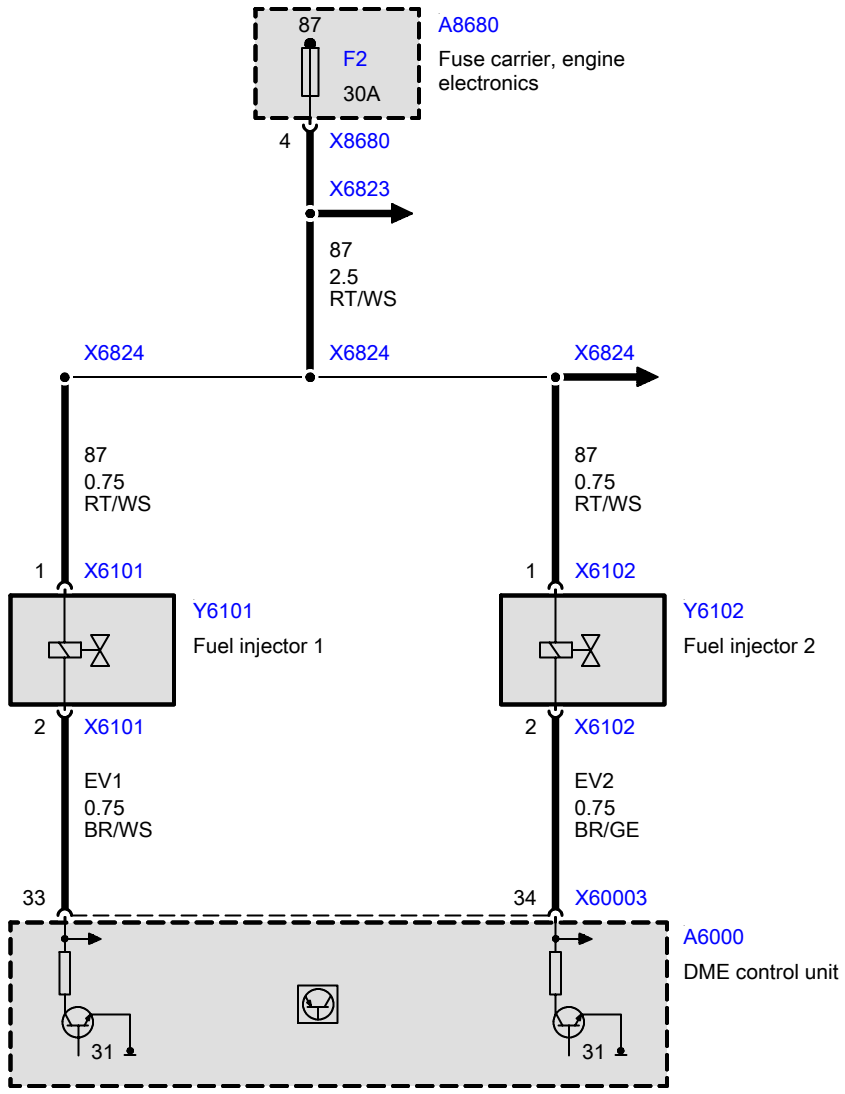 87
A8680
F2
Fuse carrier, engine
electronics
30A
4
X8680
X6823
87
2.5
RT/WS
X6824
X6824
X6824
87
0.75
RT/WS
87
0.75
RT/WS
1
X6101
1
X6102
Y6101
Fuel injector 1
Y6102
Fuel injector 2
2
X6101
2
X6102
EV1
0.75
BR/WS
EV2
0.75
BR/GE
33
34
X60003
A6000
DME control unit
31
31